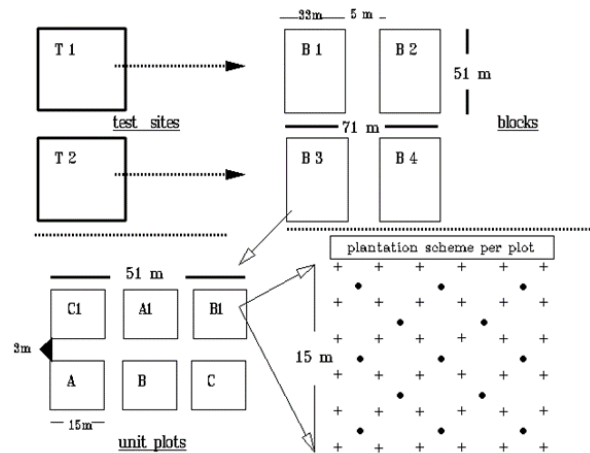 33m 5 m
T 1
B 1 B 2
51 m
test sites
blocks
71 m
T 2
B 3 B 4
plantation scheme per plot
51 m
C1 A1 B1
3m
15 m
A B C
15m
unit plots